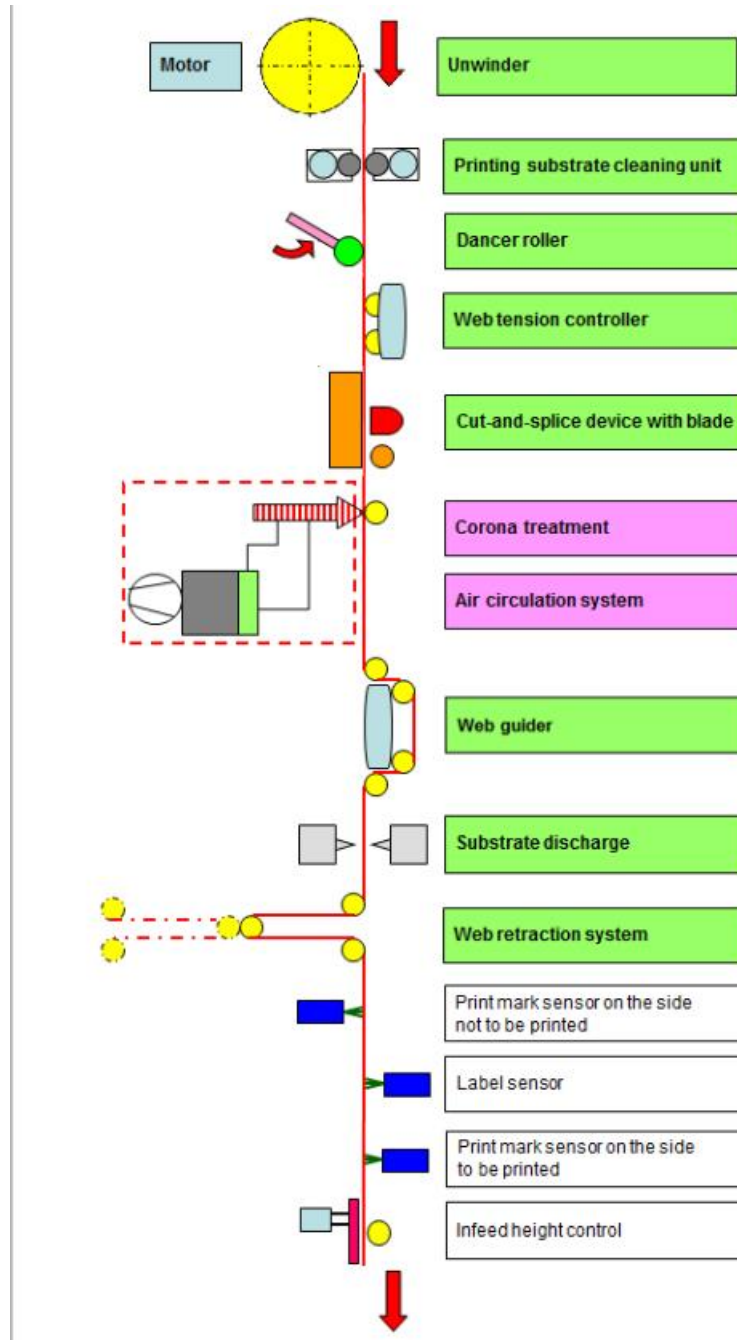 Motor
Unwinder
Printing substrate cleaning unit
Dancer roller
Web tension controller
Cut-and-splice device with blade
Corona treatment
Air circulation system
Web guider
Substrate discharge
Web retraction system
Print mark sensor on the side
not to be printed
Label sensor
Print mark sensor on the side
to be printed
Infeed height control